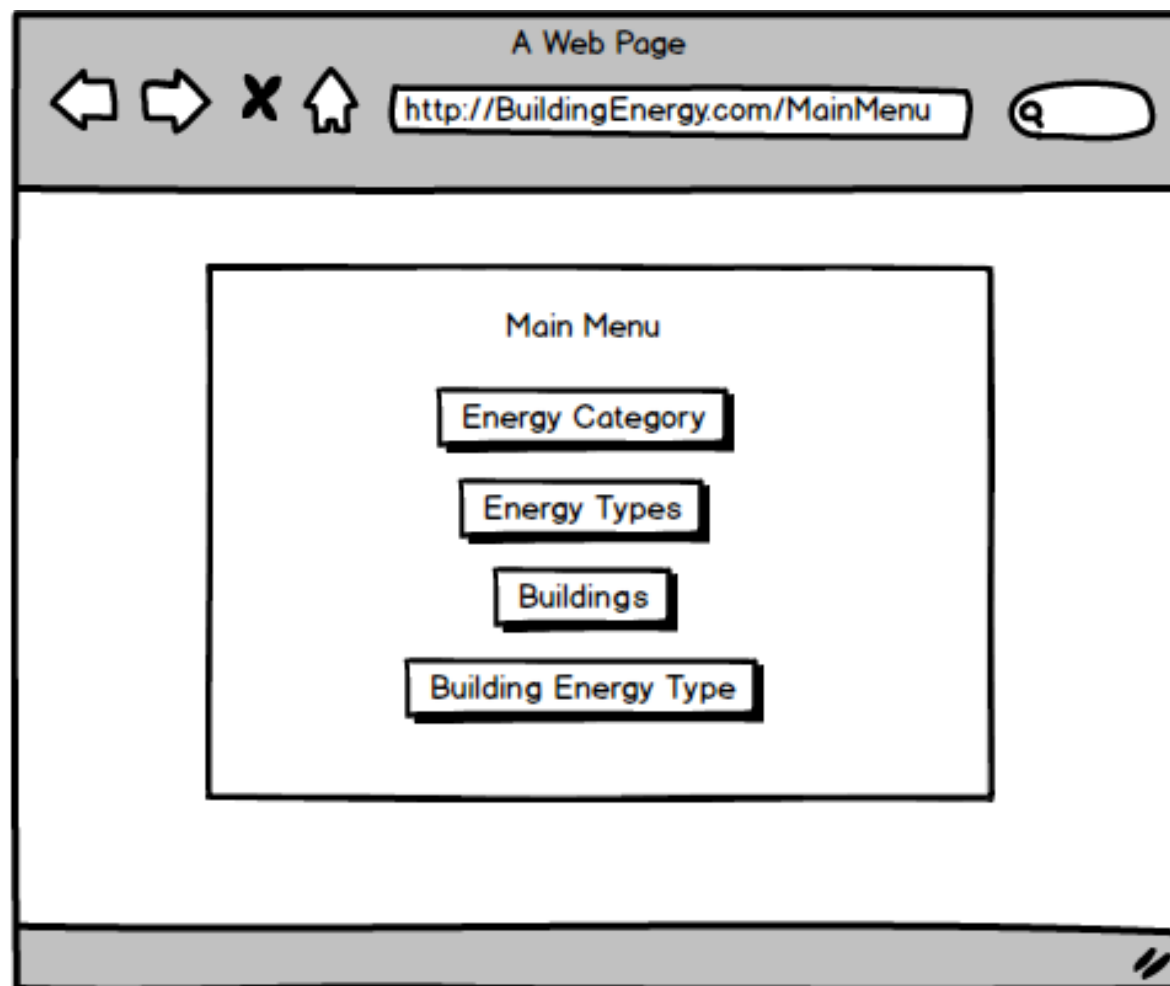 A Web Page
http://BuildingEnergy.com/MainMenu
Main Menu
Energy Category
Energy Types
Buildings
Building Energy Type